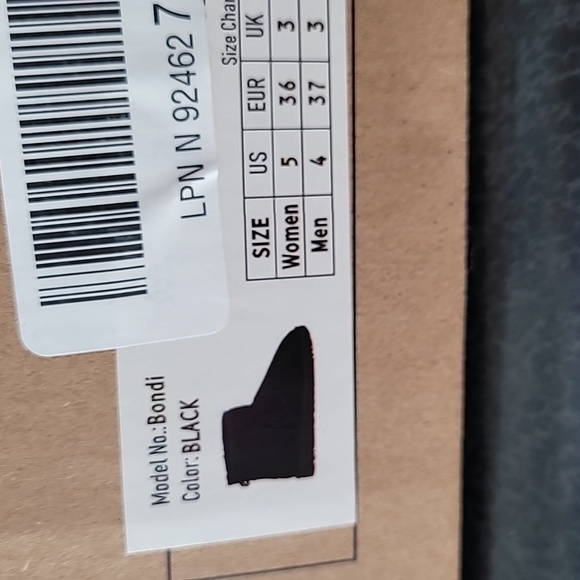 LPN N 92462 7
Size Char
SIZE US EUR UK
Women 5 36 3
Men 4 37 3
Model No.: Bondi
Color: BLACK